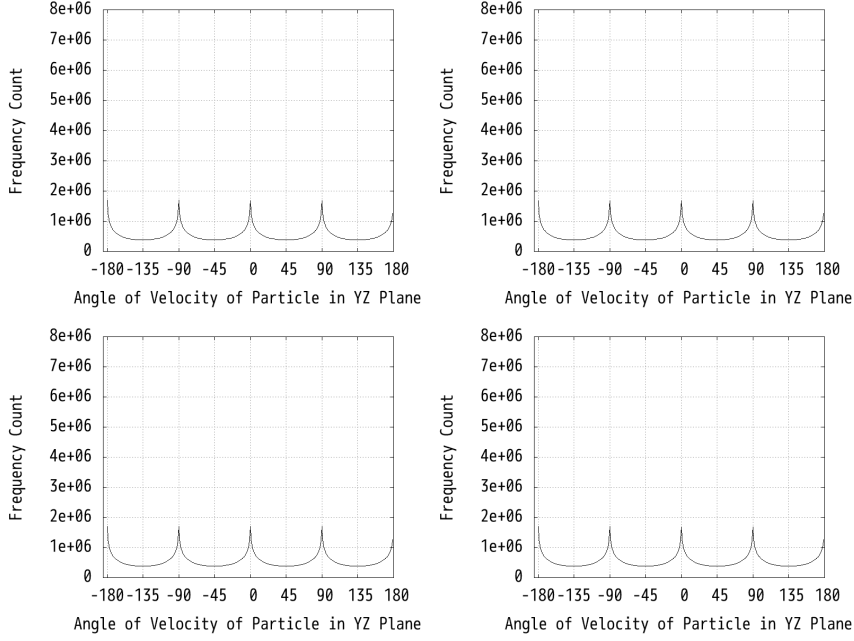 8e+06
7e+06
6e+06
5e+06
4e+06
3e+06
2e+06
1e+06
0
Frequency Count
-180 -135 -90 -45 0 45 90 135 180
Angle of Velocity of Particle in YZ Plane
8e+06
7e+06
6e+06
5e+06
4e+06
3e+06
2e+06
1e+06
0
Frequency Count
-180 -135 -90 -45 0 45 90 135 180
Angle of Velocity of Particle in YZ Plane
8e+06
7e+06
6e+06
5e+06
4e+06
3e+06
2e+06
1e+06
0
Frequency Count
-180 -135 -90 -45 0 45 90 135 180
Angle of Velocity of Particle in YZ Plane
8e+06
7e+06
6e+06
5e+06
4e+06
3e+06
2e+06
1e+06
0
Frequency Count
-180 -135 -90 -45 0 45 90 135 180
Angle of Velocity of Particle in YZ Plane